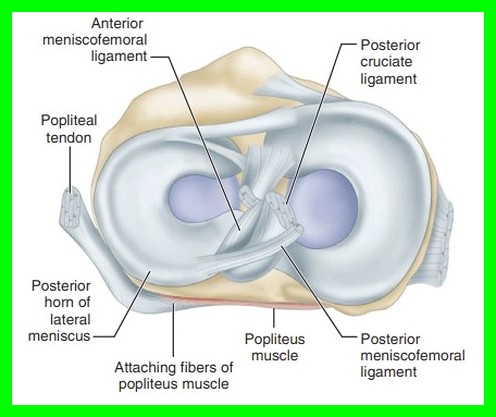 Anterior
meniscofemoral
ligament
Posterior
cruciate
ligament
Popliteal
tendon
Posterior
horn of
lateral
meniscus
Attaching fibers of
popliteus muscle
Popliteus
muscle
Posterior
meniscofemoral
ligament